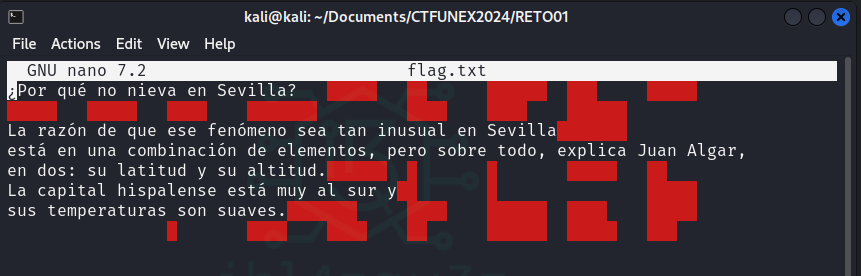 kali@kali: ~/Documents/CTFUNEX2024/RETO01
File Actions Edit View Help
GNU nano 7.2 flag.txt
¿Por qué no nieva en Sevilla?
La razón de que ese fenómeno sea tan inusual en Sevilla
está en una combinación de elementos, pero sobre todo, explica Juan Algar,
en dos: su latitud y su altitud.
La capital hispalense está muy al sur y
sus temperaturas son suaves.